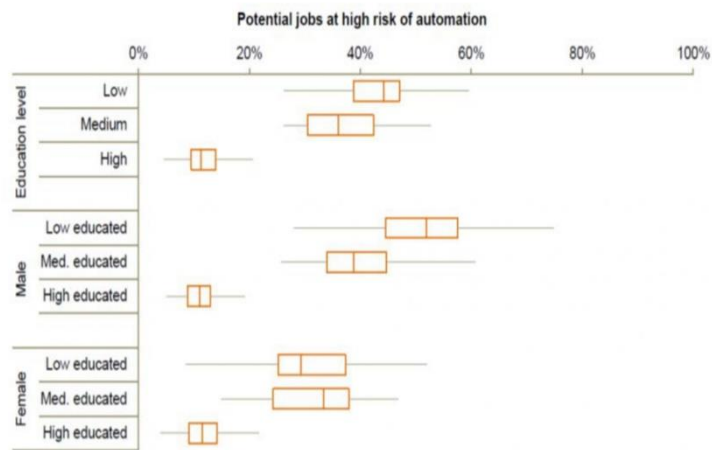 Potential jobs at high risk of automation
0% 20% 40% 60% 80% 100%
Education level
Low
Medium
High
Male
Low educated
Med. educated
High educated
Female
Low educated
Med. educated
High educated